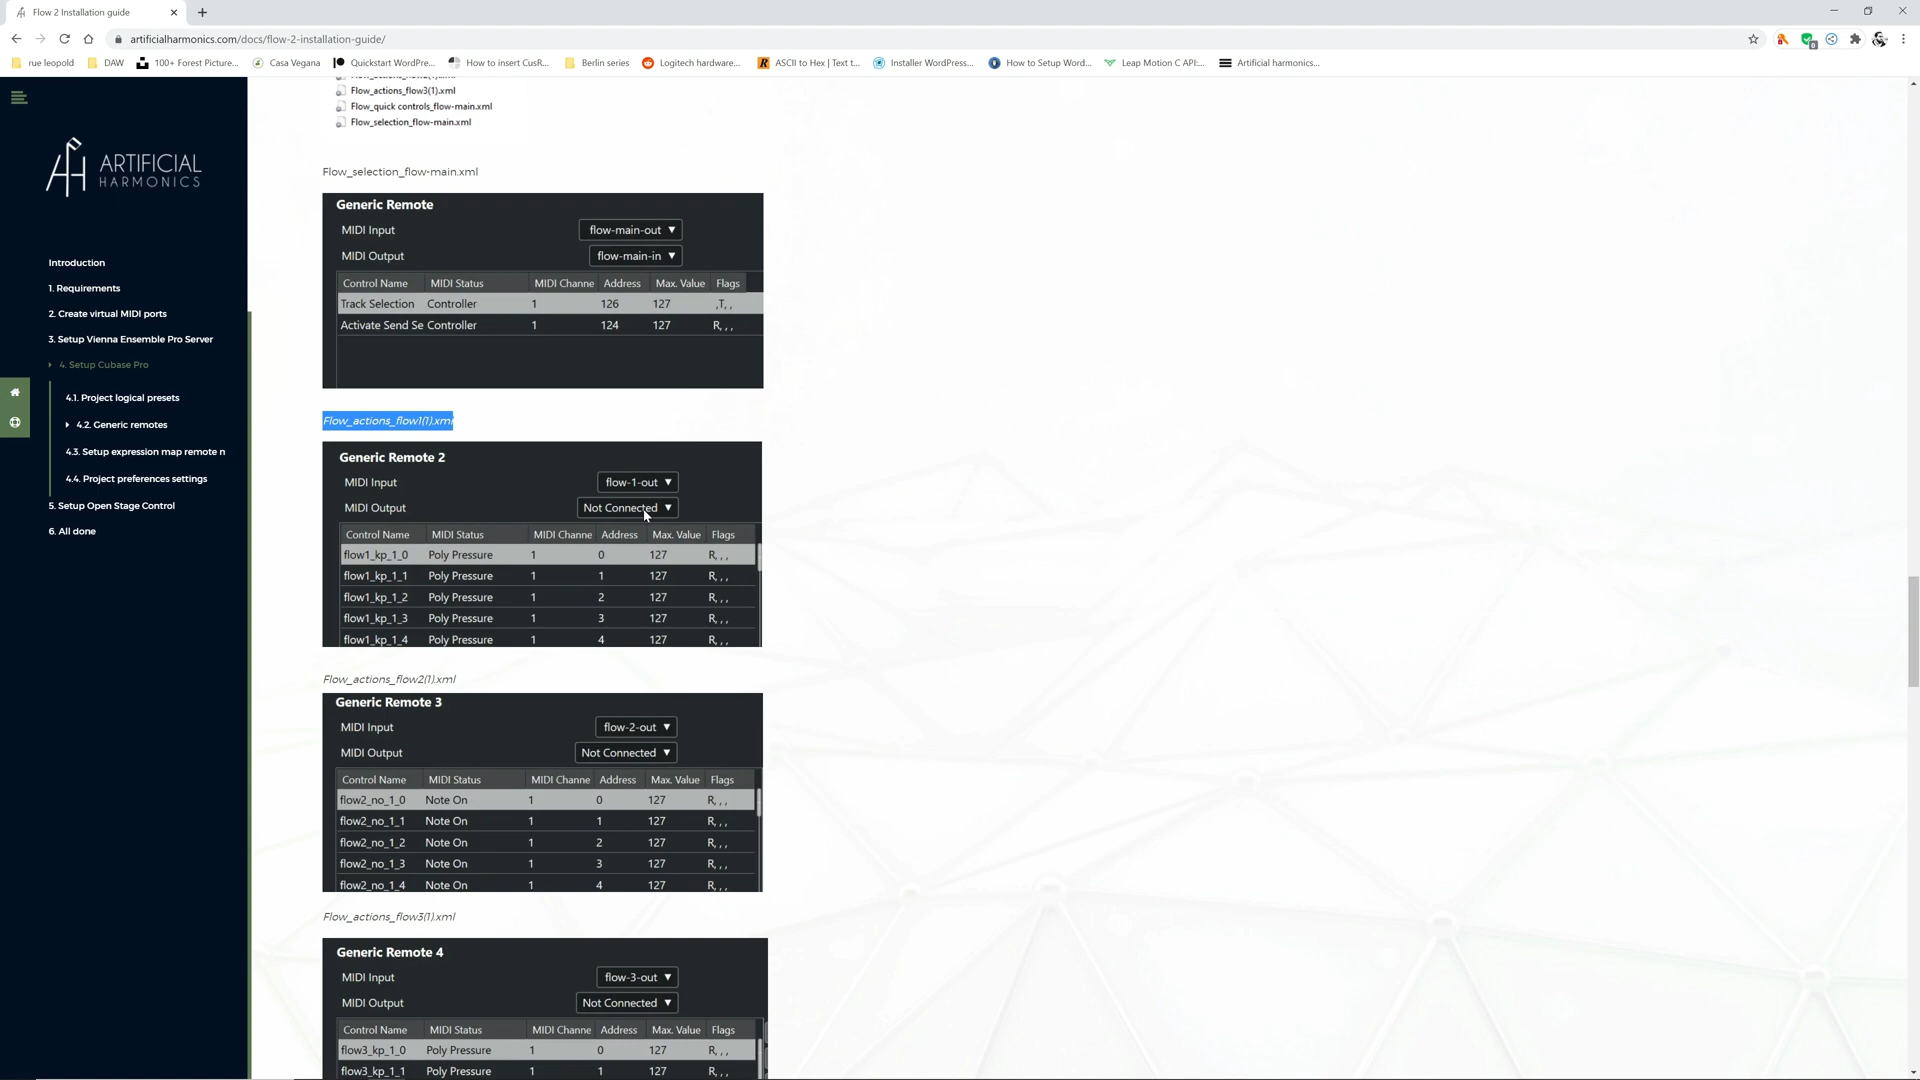 Flow 2 Installation guide
artificialharmonics.com/docs/flow-2-installation-guide/
rue leopold
DAW
100+ Forest Picture...
Casa Vegana
Quickstart WordPre...
How to insert CusR...
Berlin series
Logitech hardware...
ASCII to Hex | Text t...
Installer WordPress...
How to Setup Word...
Leap Motion C API:...
Artificial harmonics...
ARTIFICIAL
HARMONICS
Introduction
1. Requirements
2. Create virtual MIDI ports
3. Setup Vienna Ensemble Pro Server
4. Setup Cubase Pro
4.1. Project logical presets
4.2. Generic remotes
4.3. Setup expression map remote n
4.4. Project preferences settings
5. Setup Open Stage Control
6. All done
Flow_actions_flow3(1).xml
Flow_quick controls_flow-main.xml
Flow_selection_flow-main.xml
Flow_selection_flow-main.xml
Generic Remote
MIDI Input flow-main-out
MIDI Output flow-main-in
Control Name MIDI Status MIDI Channe Address Max. Value Flags
Track Selection Controller 1 126 127 ,T, ,
Activate Send Se Controller 1 124 127 R, , ,
Flow_actions_flow1(1).xml
Generic Remote 2
MIDI Input flow-1-out
MIDI Output Not Connected
Control Name MIDI Status MIDI Channe Address Max. Value Flags
flow1_kp_1_0 Poly Pressure 1 0 127 R, , ,
flow1_kp_1_1 Poly Pressure 1 1 127 R, , ,
flow1_kp_1_2 Poly Pressure 1 2 127 R, , ,
flow1_kp_1_3 Poly Pressure 1 3 127 R, , ,
flow1_kp_1_4 Poly Pressure 1 4 127 R, , ,
Flow_actions_flow2(1).xml
Generic Remote 3
MIDI Input flow-2-out
MIDI Output Not Connected
Control Name MIDI Status MIDI Channe Address Max. Value Flags
flow2_no_1_0 Note On 1 0 127 R, , ,
flow2_no_1_1 Note On 1 1 127 R, , ,
flow2_no_1_2 Note On 1 2 127 R, , ,
flow2_no_1_3 Note On 1 3 127 R, , ,
flow2_no_1_4 Note On 1 4 127 R, , ,
Flow_actions_flow3(1).xml
Generic Remote 4
MIDI Input flow-3-out
MIDI Output Not Connected
Control Name MIDI Status MIDI Channe Address Max. Value Flags
flow3_kp_1_0 Poly Pressure 1 0 127 R, , ,
flow3_kp_1_1 Poly Pressure 1 1 127 R, , ,